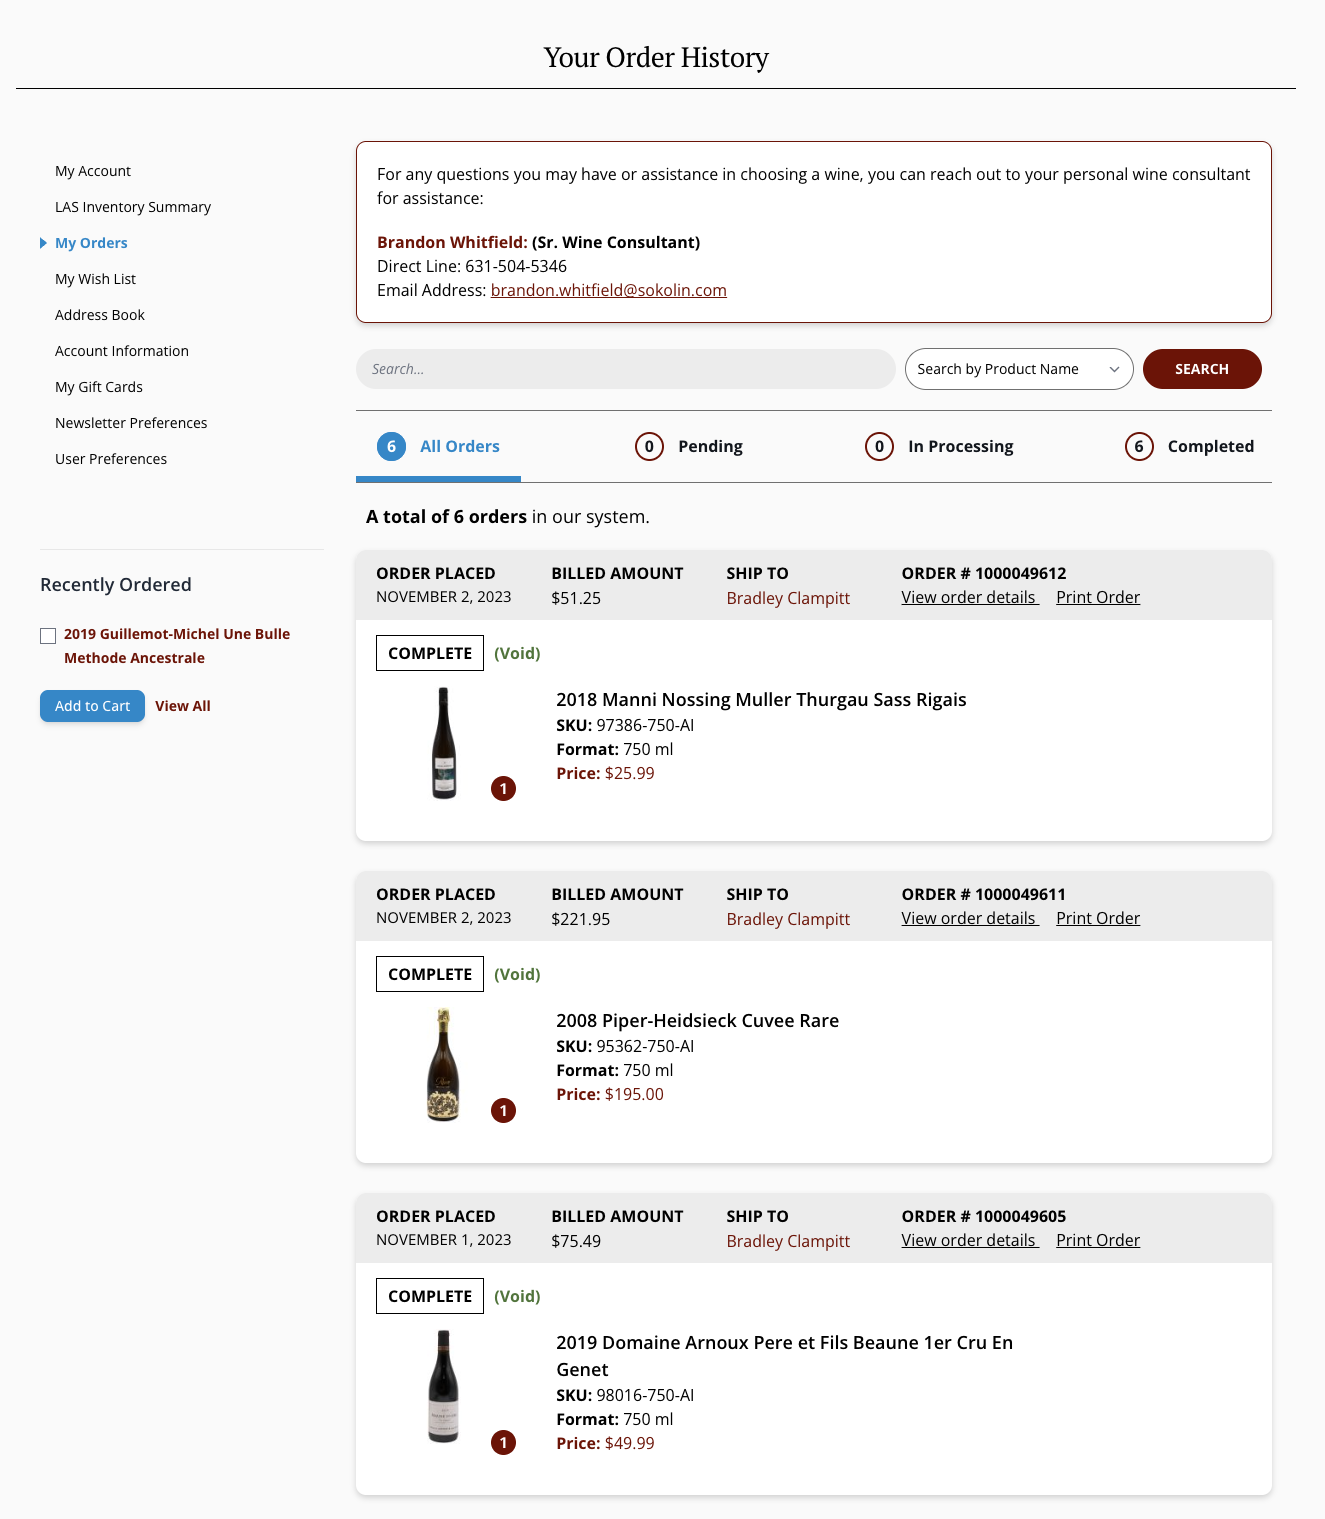 Your Order History
My Account
LAS Inventory Summary
My Orders
My Wish List
Address Book
Account Information
My Gift Cards
Newsletter Preferences
User Preferences
Recently Ordered
2019 Guillemot-Michel Une Bulle
Methode Ancestrale
Add to Cart View All
For any questions you may have or assistance in choosing a wine, you can reach out to your personal wine consultant
for assistance:
Brandon Whitfield: (Sr. Wine Consultant)
Direct Line: 631-504-5346
Email Address: brandon.whitfield@sokolin.com
Search... Search by Product Name SEARCH
6 All Orders 0 Pending 0 In Processing 6 Completed
A total of 6 orders in our system.
ORDER PLACED BILLED AMOUNT SHIP TO ORDER # 1000049612
NOVEMBER 2, 2023 $51.25 Bradley Clampitt View order details Print Order
COMPLETE (Void)
2018 Manni Nossing Muller Thurgau Sass Rigais
SKU: 97386-750-AI
Format: 750 ml
Price: $25.99
1
ORDER PLACED BILLED AMOUNT SHIP TO ORDER # 1000049611
NOVEMBER 2, 2023 $221.95 Bradley Clampitt View order details Print Order
COMPLETE (Void)
2008 Piper-Heidsieck Cuvee Rare
SKU: 95362-750-AI
Format: 750 ml
Price: $195.00
1
ORDER PLACED BILLED AMOUNT SHIP TO ORDER # 1000049605
NOVEMBER 1, 2023 $75.49 Bradley Clampitt View order details Print Order
COMPLETE (Void)
2019 Domaine Arnoux Pere et Fils Beaune 1er Cru En
Genet
SKU: 98016-750-AI
Format: 750 ml
Price: $49.99
1